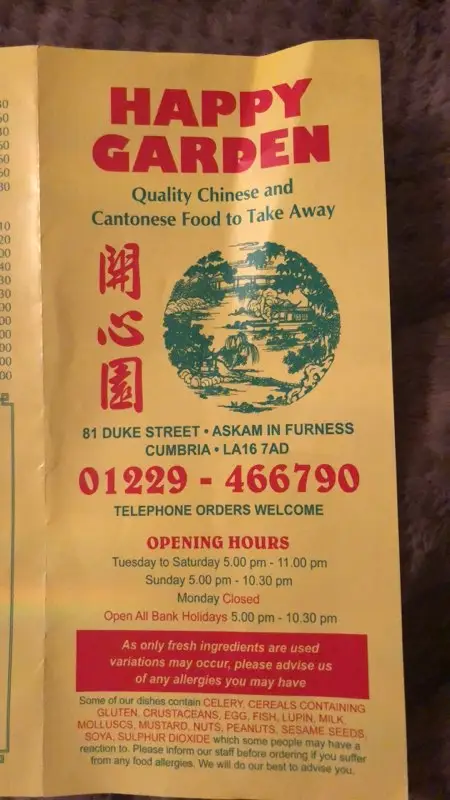 HAPPY
GARDEN
Quality Chinese and
Cantonese Food to Take Away
開
心
園
81 DUKE STREET • ASKAM IN FURNESS
CUMBRIA • LA16 7AD
01229 - 466790
TELEPHONE ORDERS WELCOME
OPENING HOURS
Tuesday to Saturday 5.00 pm - 11.00 pm
Sunday 5.00 pm - 10.30 pm
Monday Closed
Open All Bank Holidays 5.00 pm - 10.30 pm
As only fresh ingredients are used
variations may occur, please advise us
of any allergies you may have
Some of our dishes contain CELERY, CEREALS CONTAINING
GLUTEN, CRUSTACEANS, EGG, FISH, LUPIN, MILK,
MOLLUSCS, MUSTARD, NUTS, PEANUTS, SESAME SEEDS,
SOYA, SULPHUR DIOXIDE which some people may have a
reaction to. Please inform our staff before ordering if you suffer
from any food allergies. We will do our best to advise you.